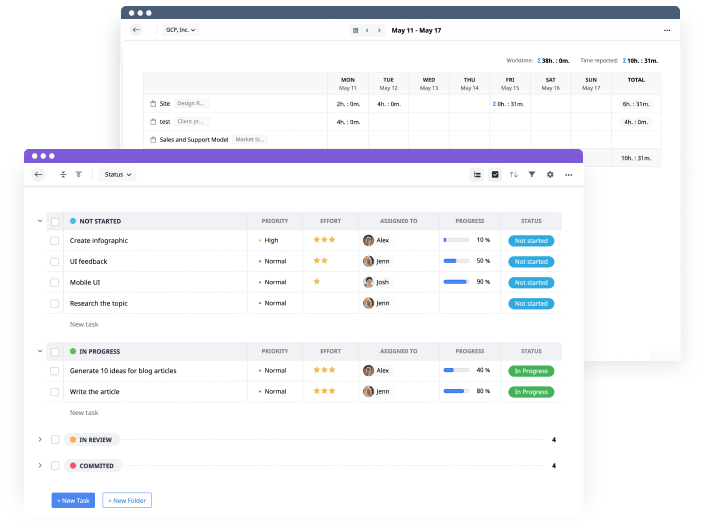 GCP, Inc.
May 11 - May 17
Worktime: Σ 38h. : 0m. Time reported: Σ 10h. : 31m.
MON TUE WED THU FRI SAT SUN TOTAL
May 11 May 12 May 13 May 14 May 15 May 16 May 17
Site Design R... 2h. : 0m. 4h. : 0m. Σ 0h. : 31m. 6h. : 31m.
test Client pr... 4h. : 0m. 4h. : 0m.
Sales and Support Model Market St...
10h. : 31m.
Status
NOT STARTED PRIORITY EFFORT ASSIGNED TO PROGRESS STATUS
Create infographic High Alex 10 % Not started
UI feedback Normal Jenn 50 % Not started
Mobile UI Normal Josh 90 % Not started
Research the topic Normal Jenn Not started
New task
IN PROGRESS PRIORITY EFFORT ASSIGNED TO PROGRESS STATUS
Generate 10 ideas for blog articles Normal Alex 40 % In Progress
Write the article Normal Jenn 80 % In Progress
New task
IN REVIEW 4
COMMITED 4
+ New Task + New Folder